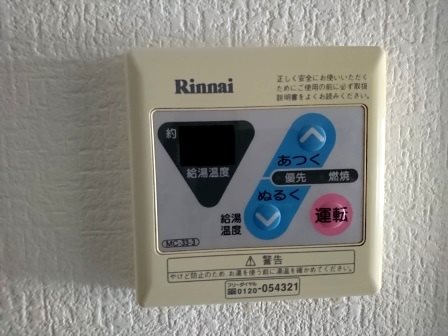 Rinnai
正しく安全にお使いいただく
ためにご使用の前に必ず取扱
説明書をよくお読みください。
約
給湯温度
あつく
優先 燃焼
ぬるく
給湯
温度
運転
⚠ 警告
やけど防止のため、お湯を使う前に湯温を確かめてください。
フリーダイヤル
0120-054321